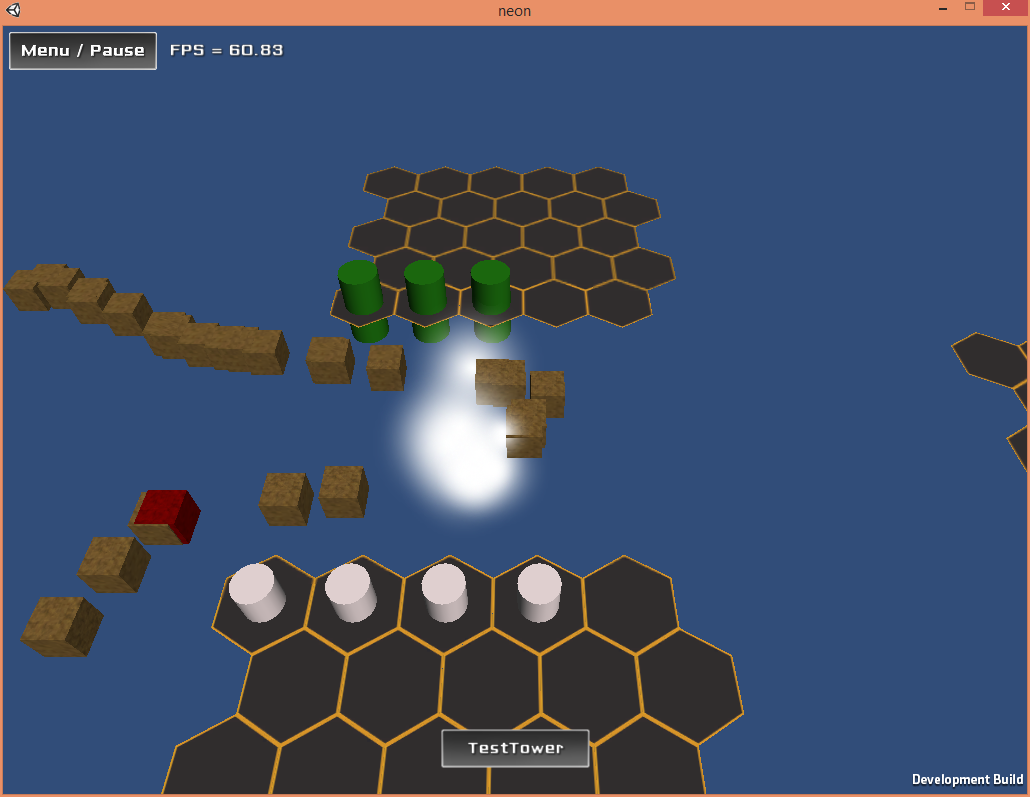 neon
Menu / Pause
FPS = 60.83
TestTower
Development Build